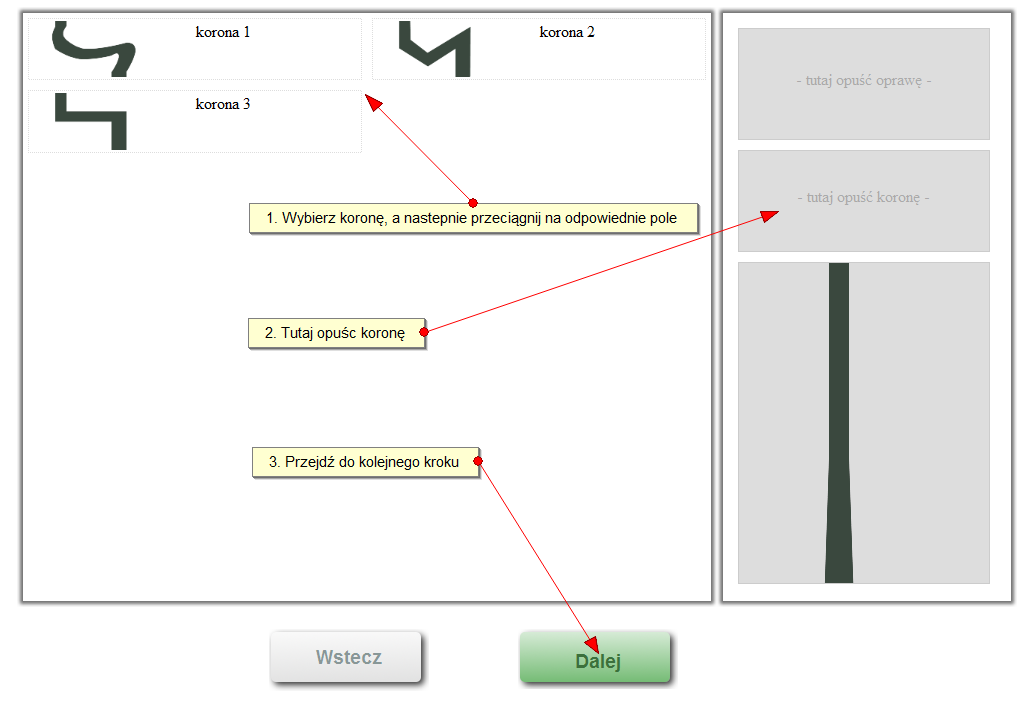 korona 1
korona 2
korona 3
1. Wybierz koronę, a nastepnie przeciągnij na odpowiednie pole
2. Tutaj opuśc koronę
3. Przejdź do kolejnego kroku
- tutaj opuść oprawę -
- tutaj opuść koronę -
Wstecz
Dalej